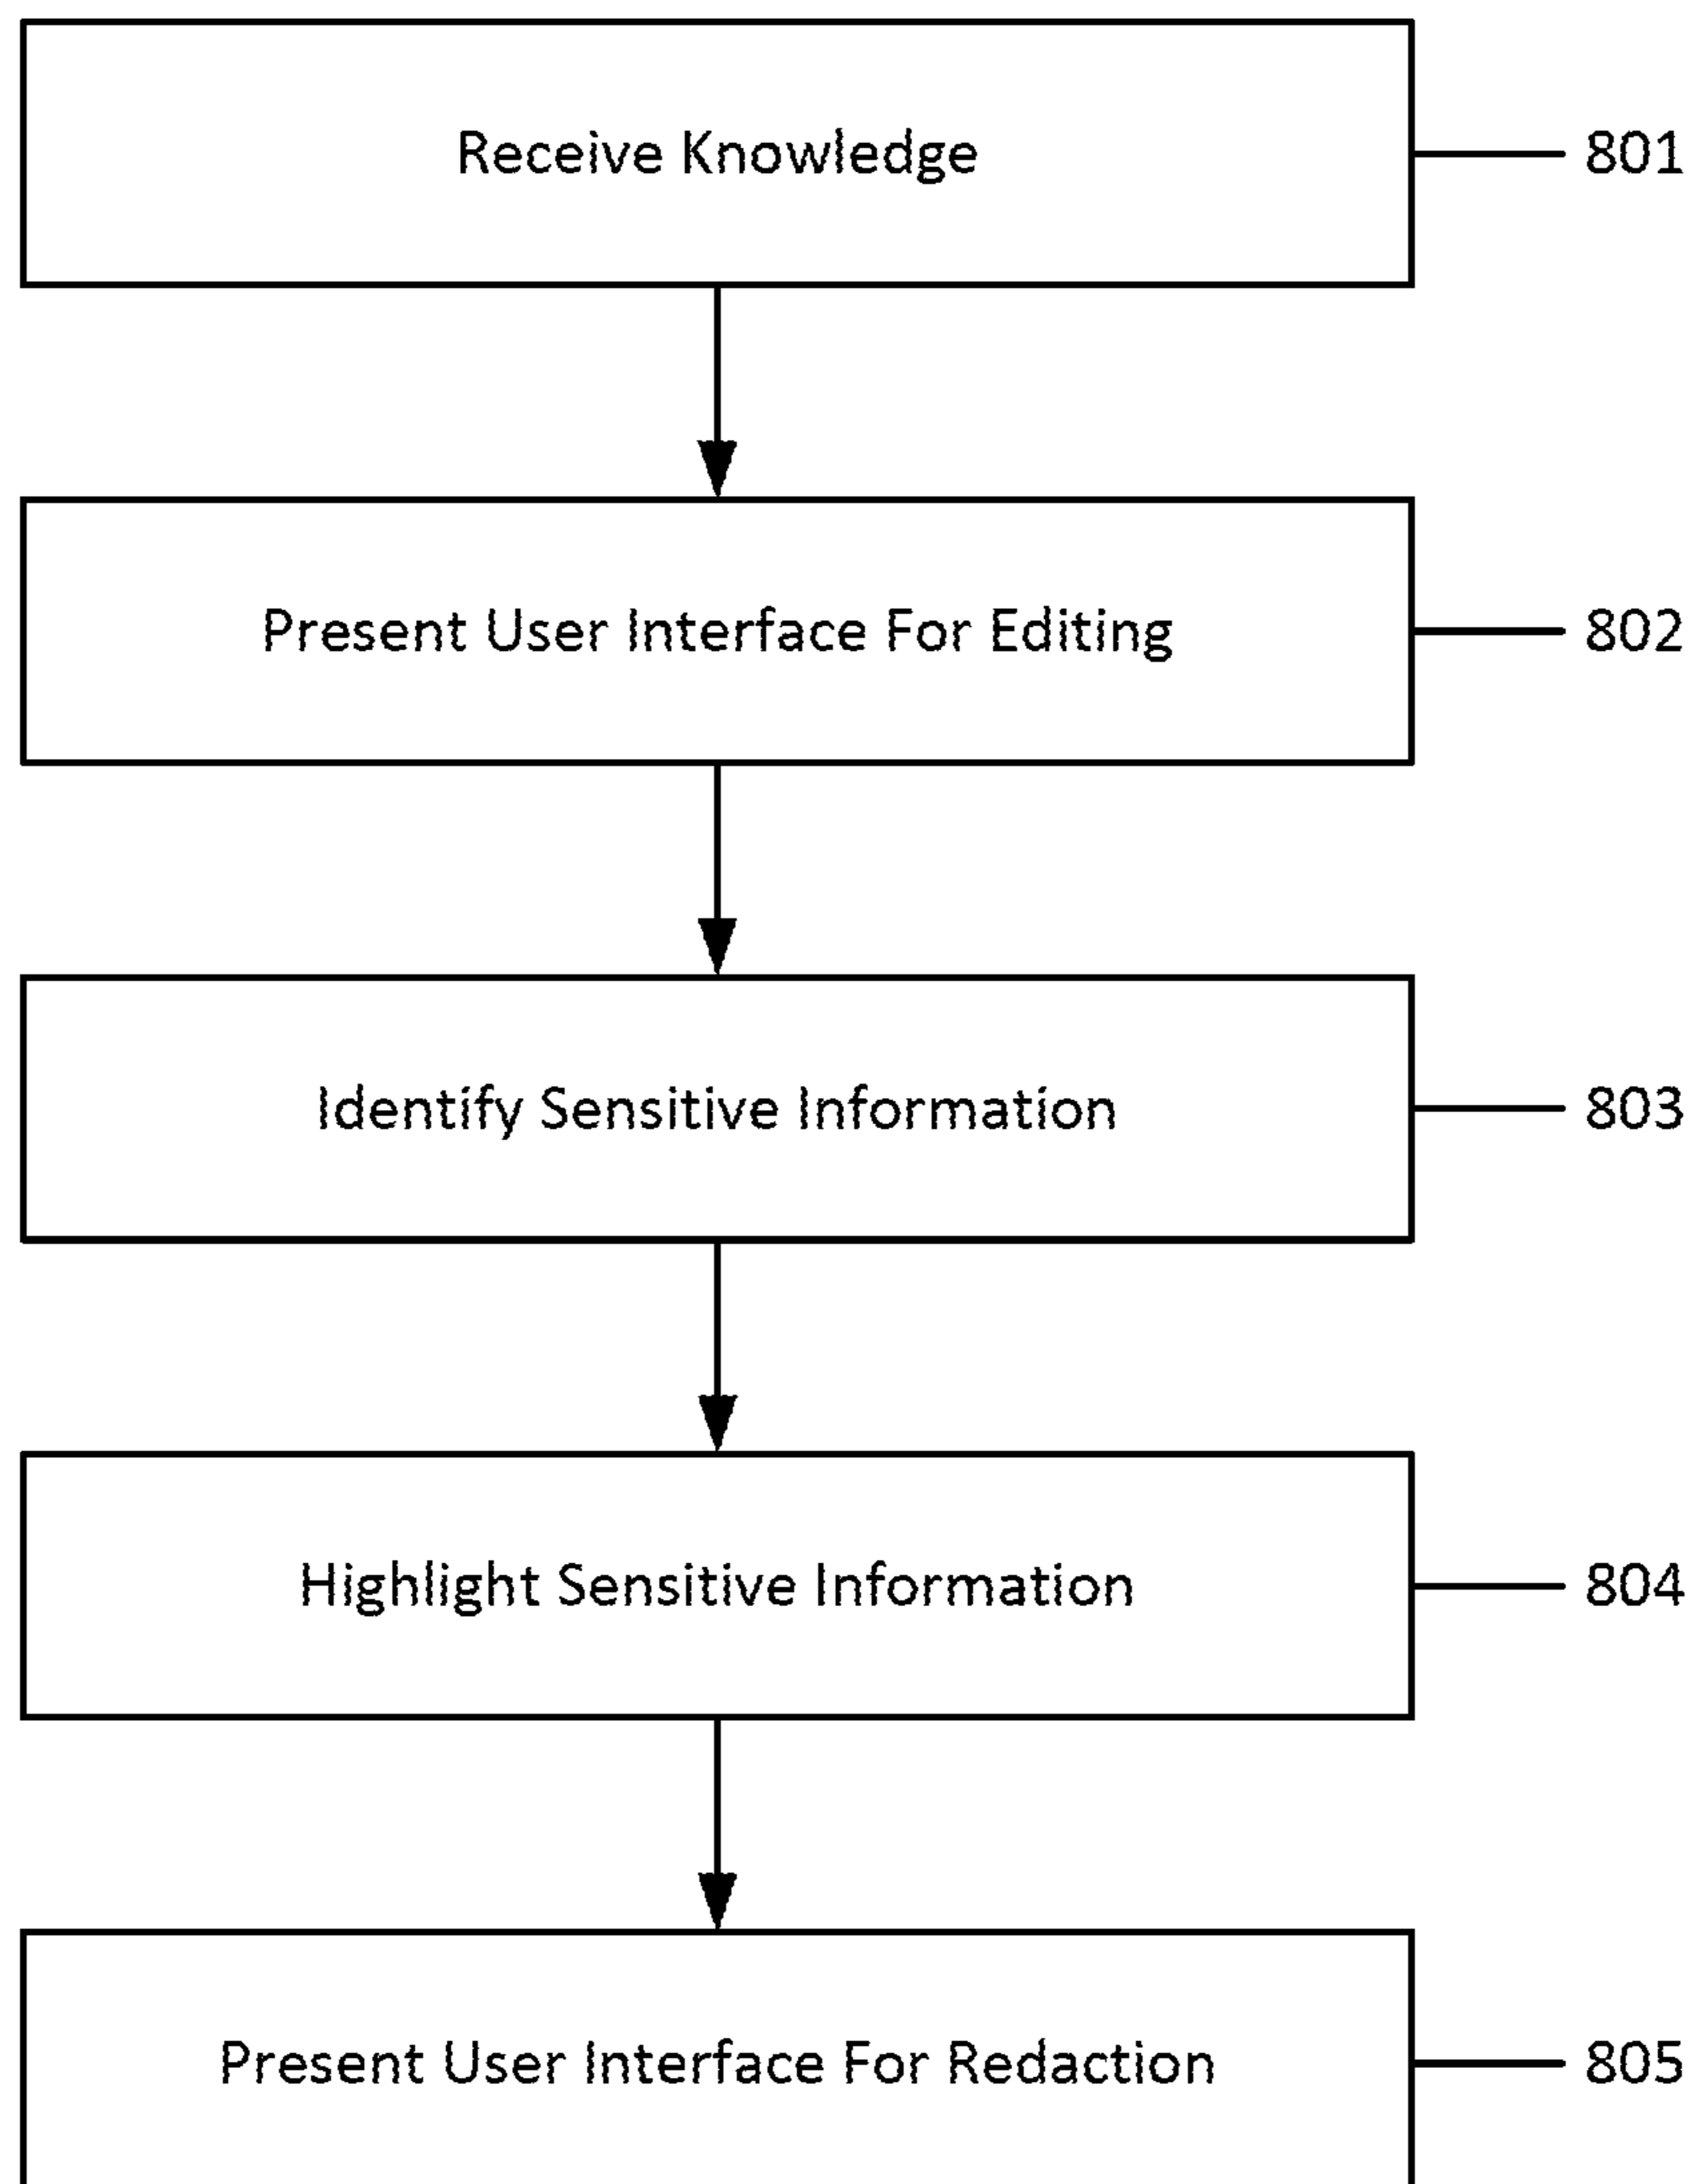 Receive Knowledge
801
Present User Interface For Editing
802
Identify Sensitive Information
803
Highlight Sensitive Information
804
Present User Interface For Redaction
805